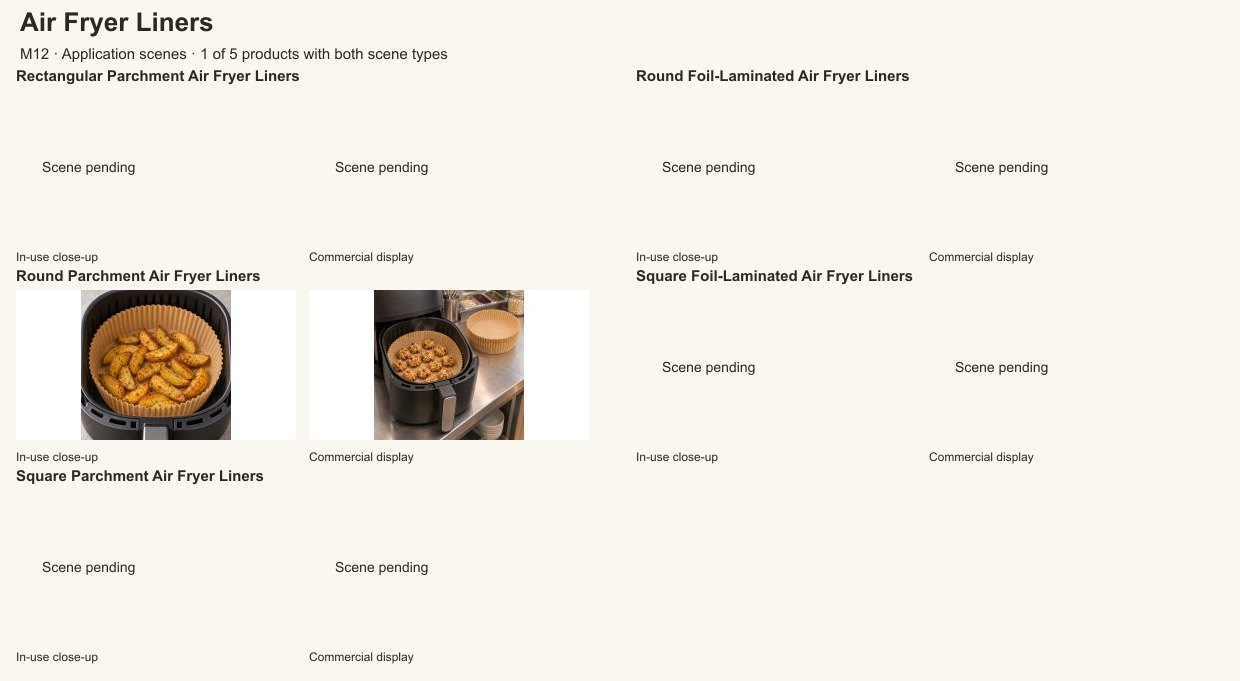 Air Fryer Liners
M12 · Application scenes · 1 of 5 products with both scene types
Rectangular Parchment Air Fryer Liners
Scene pending
Scene pending
In-use close-up
Commercial display
Round Foil-Laminated Air Fryer Liners
Scene pending
Scene pending
In-use close-up
Commercial display
Round Parchment Air Fryer Liners
In-use close-up
Commercial display
Square Foil-Laminated Air Fryer Liners
Scene pending
Scene pending
In-use close-up
Commercial display
Square Parchment Air Fryer Liners
Scene pending
Scene pending
In-use close-up
Commercial display